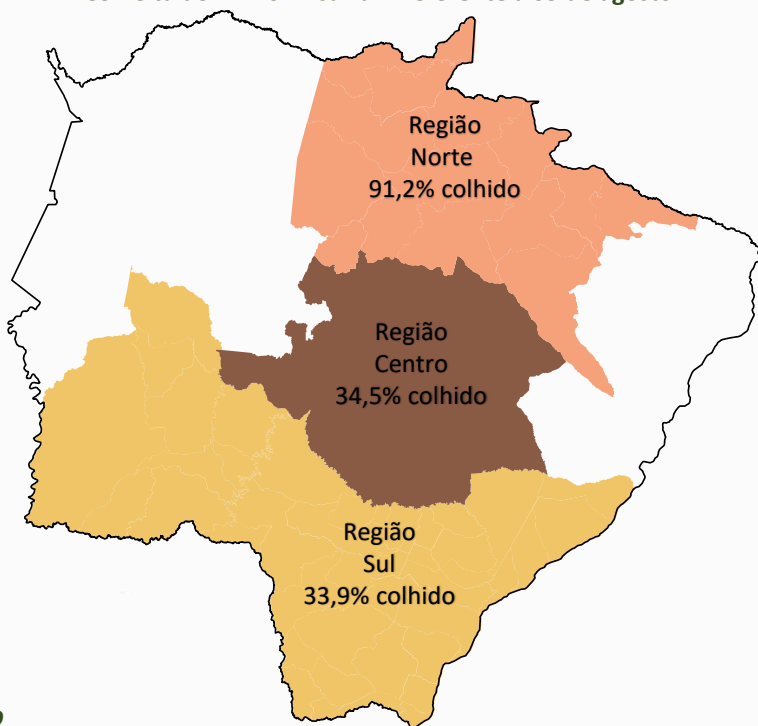 Região
Norte
91,2% colhido
Região
Centro
34,5% colhido
Região
Sul
33,9% colhido